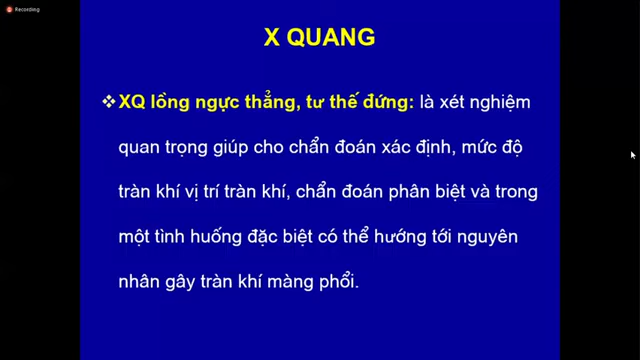 Recording
X QUANG
❖XQ lồng ngực thẳng, tư thế đứng: là xét nghiệm
quan trọng giúp cho chẩn đoán xác định, mức độ
tràn khí vị trí tràn khí, chẩn đoán phân biệt và trong
một tình huống đặc biệt có thể hướng tới nguyên
nhân gây tràn khí màng phổi.